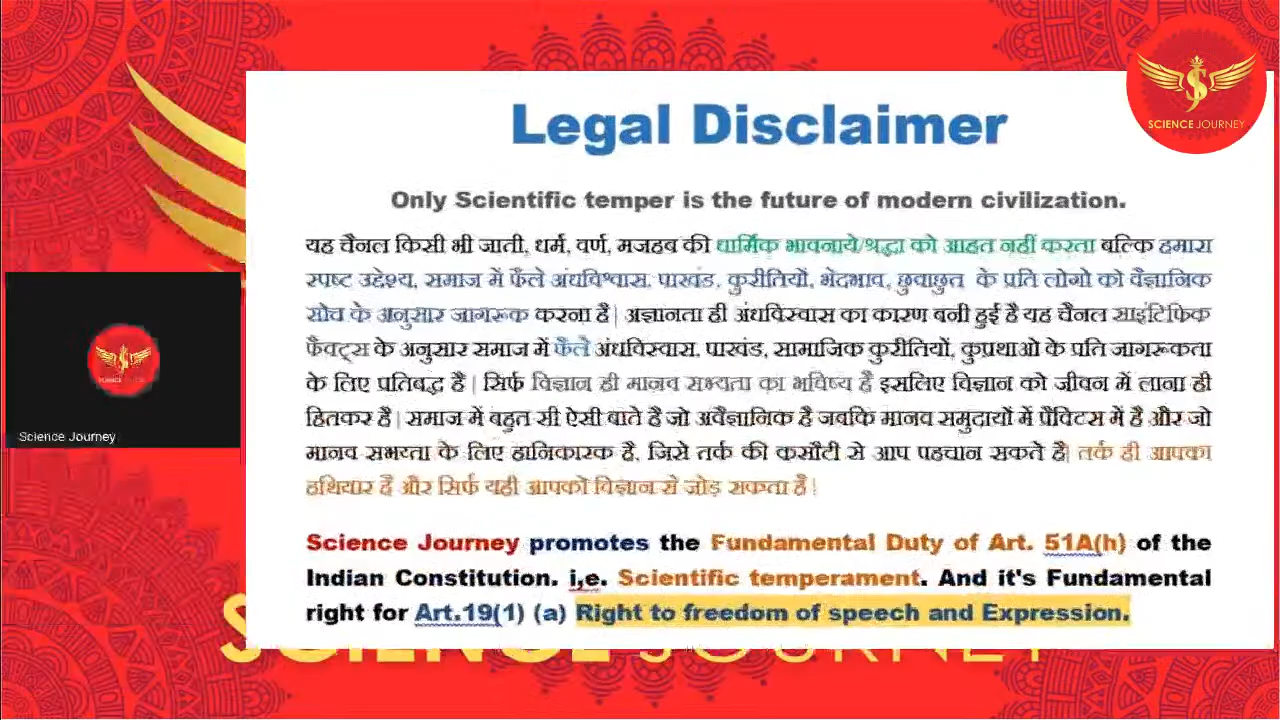 SCIENCE JOURNEY
Legal Disclaimer
Only Scientific temper is the future of modern civilization.
यह चैनल किसी भी जाती, धर्म, वर्ण, मजहब की धार्मिक भावनाये/श्रद्धा को आहत नहीं करता बल्कि हमारा
स्पष्ट उद्देश्य, समाज में फैले अंधविश्वास, पाखंड, कुरीतियों, भेदभाव, छुवाछुत के प्रति लोगो को वैज्ञानिक
सोच के अनुसार जागरूक करना है| अज्ञानता ही अंधविस्वास का कारण बनी हुई है यह चैनल साइंटिफिक
फैक्ट्स के अनुसार समाज में फैले अंधविस्वास, पाखंड, सामाजिक कुरीतियों, कुप्रथाओ के प्रति जागरूकता
के लिए प्रतिबद्ध है | सिर्फ विज्ञान ही मानव सभ्यता का भविष्य है इसलिए विज्ञान को जीवन में लाना ही
हितकर है | समाज में बहुत सी ऐसी बाते है जो अवैज्ञानिक है जबकि मानव समुदायों में प्रैक्टिस में है और जो
मानव सभ्यता के लिए हानिकारक है, जिसे तर्क की कसौटी से आप पहचान सकते है| तर्क ही आपका
हथियार है और सिर्फ यही आपको विज्ञान से जोड़ सकता है |
Science Journey promotes the Fundamental Duty of Art. 51A(h) of the
Indian Constitution. i,e. Scientific temperament. And it's Fundamental
right for Art.19(1) (a) Right to freedom of speech and Expression.
Science Journey
SCIENCE JOURNEY